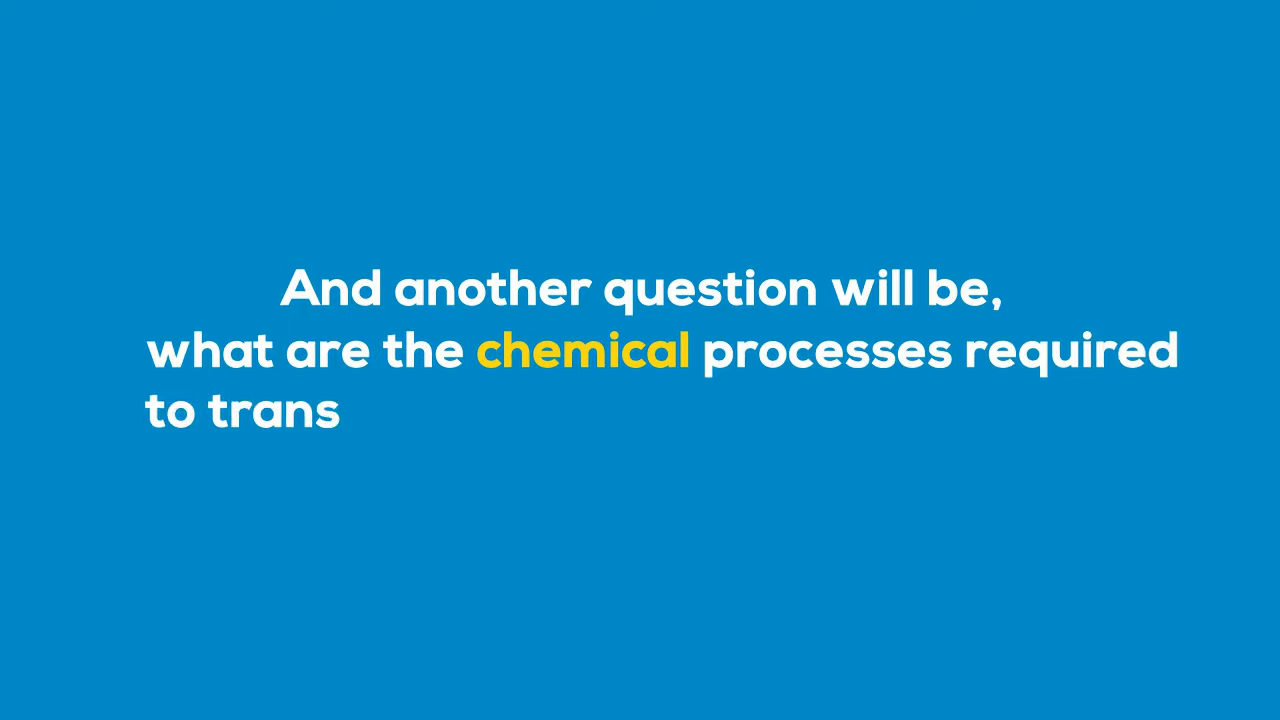 And another question will be,
what are the chemical processes required
to trans